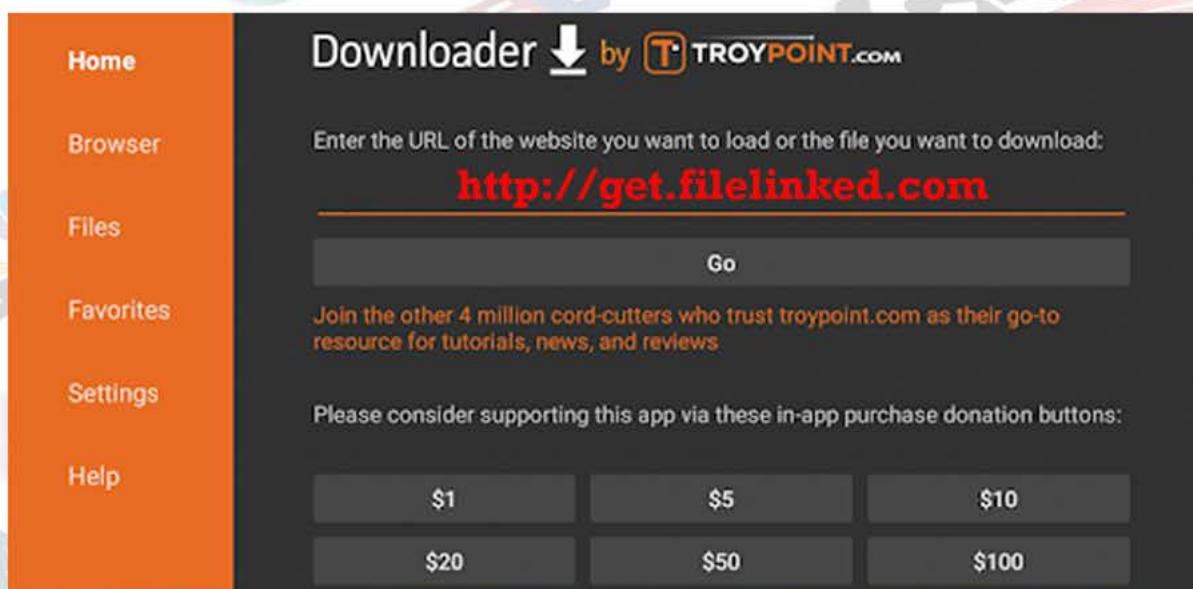 Home
Browser
Files
Favorites
Settings
Help
Downloader by T TROYPOINT.COM
Enter the URL of the website you want to load or the file you want to download:
http://get.filelinked.com
Go
Join the other 4 million cord-cutters who trust troypoint.com as their go-to
resource for tutorials, news, and reviews
Please consider supporting this app via these in-app purchase donation buttons:
$1 $5 $10
$20 $50 $100